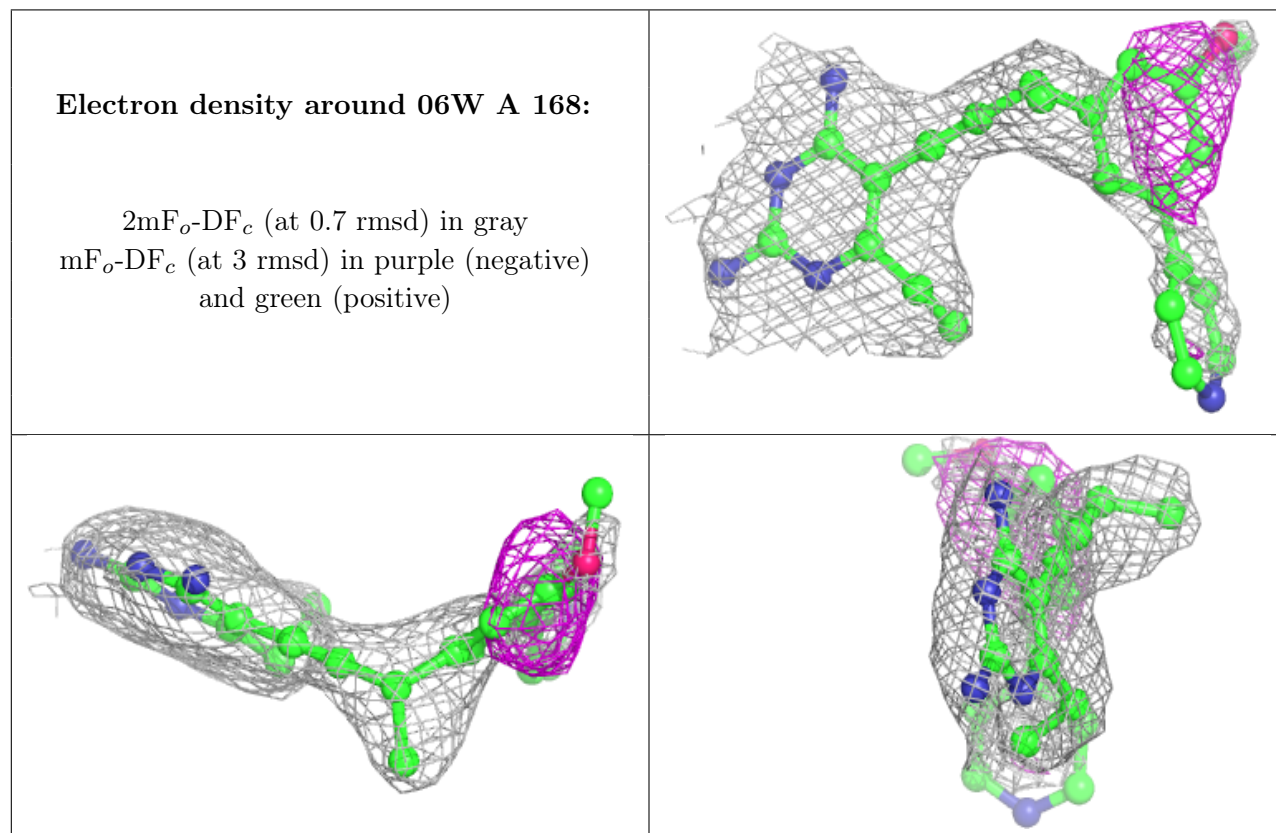 Electron density around 06W A 168:
2mFₒ-DF𝒸 (at 0.7 rmsd) in gray
mFₒ-DF𝒸 (at 3 rmsd) in purple (negative)
and green (positive)